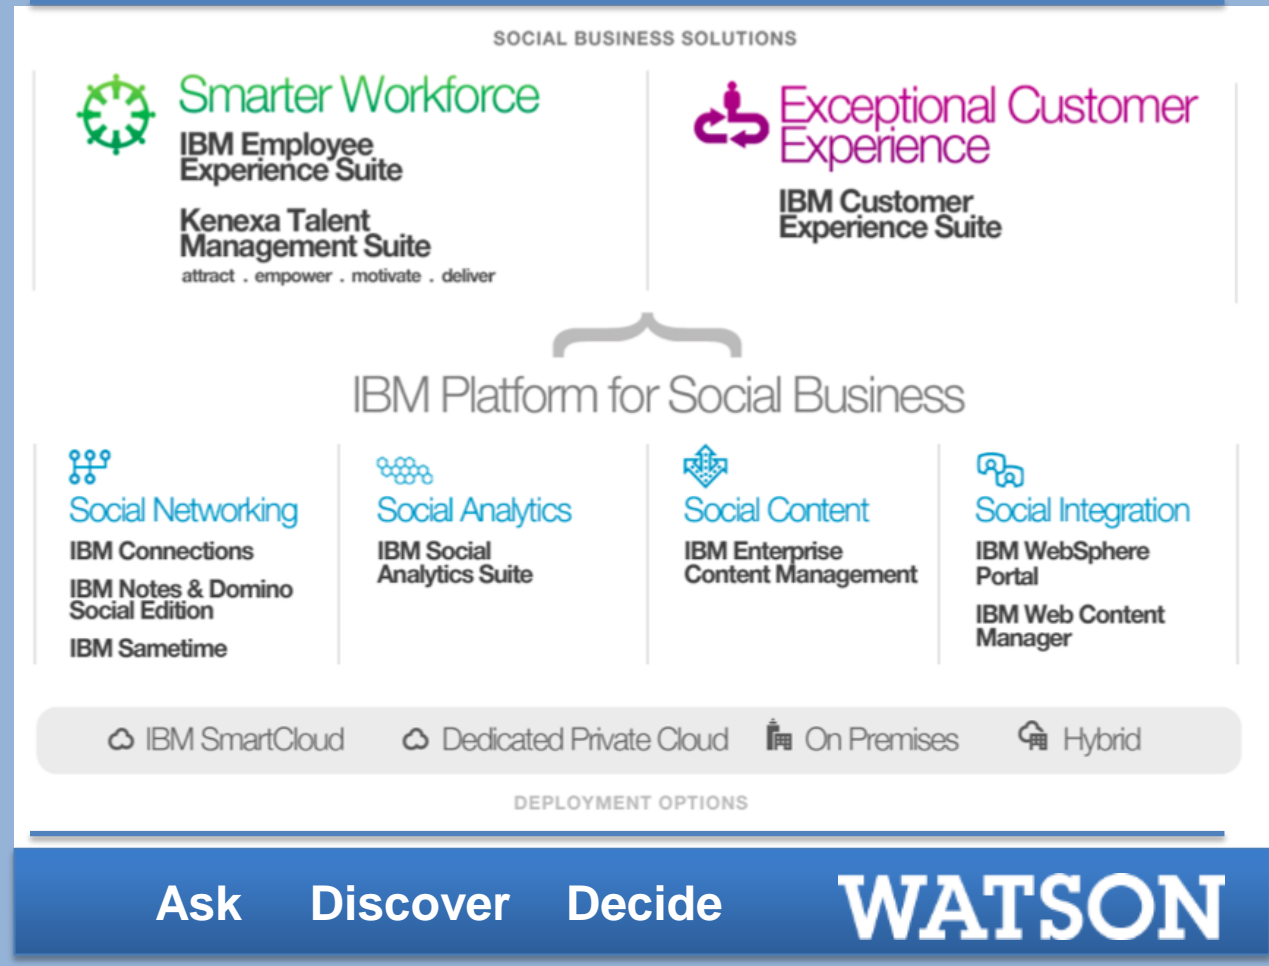 SOCIAL BUSINESS SOLUTIONS
Smarter Workforce
IBM Employee
Experience Suite
Kenexa Talent
Management Suite
attract . empower . motivate . deliver
Exceptional Customer
Experience
IBM Customer
Experience Suite
IBM Platform for Social Business
Social Networking
IBM Connections
IBM Notes & Domino
Social Edition
IBM Sametime
Social Analytics
IBM Social
Analytics Suite
Social Content
IBM Enterprise
Content Management
Social Integration
IBM WebSphere
Portal
IBM Web Content
Manager
IBM SmartCloud
Dedicated Private Cloud
On Premises
Hybrid
DEPLOYMENT OPTIONS
Ask Discover Decide
WATSON